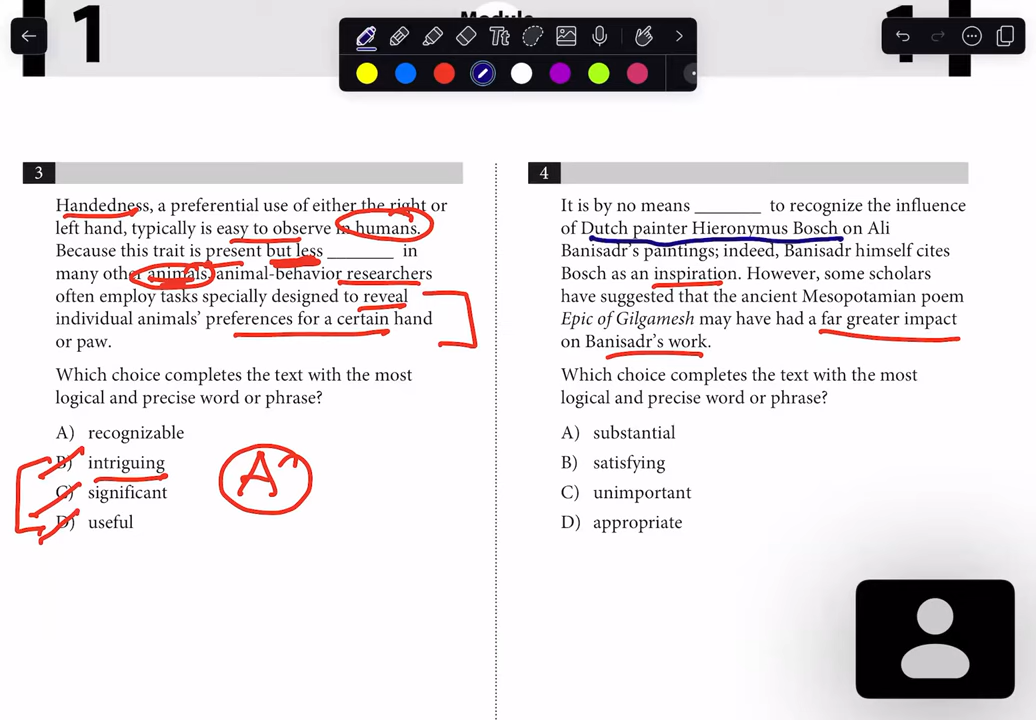 1
Module
1
Tt
3
Handedness, a preferential use of either the right or
left hand, typically is easy to observe in humans.
Because this trait is present but less ________ in
many other animals, animal-behavior researchers
often employ tasks specially designed to reveal
individual animals' preferences for a certain hand
or paw.
Which choice completes the text with the most
logical and precise word or phrase?
A) recognizable
B) intriguing
C) significant
D) useful
A
4
It is by no means ________ to recognize the influence
of Dutch painter Hieronymus Bosch on Ali
Banisadr's paintings; indeed, Banisadr himself cites
Bosch as an inspiration. However, some scholars
have suggested that the ancient Mesopotamian poem
Epic of Gilgamesh may have had a far greater impact
on Banisadr's work.
Which choice completes the text with the most
logical and precise word or phrase?
A) substantial
B) satisfying
C) unimportant
D) appropriate